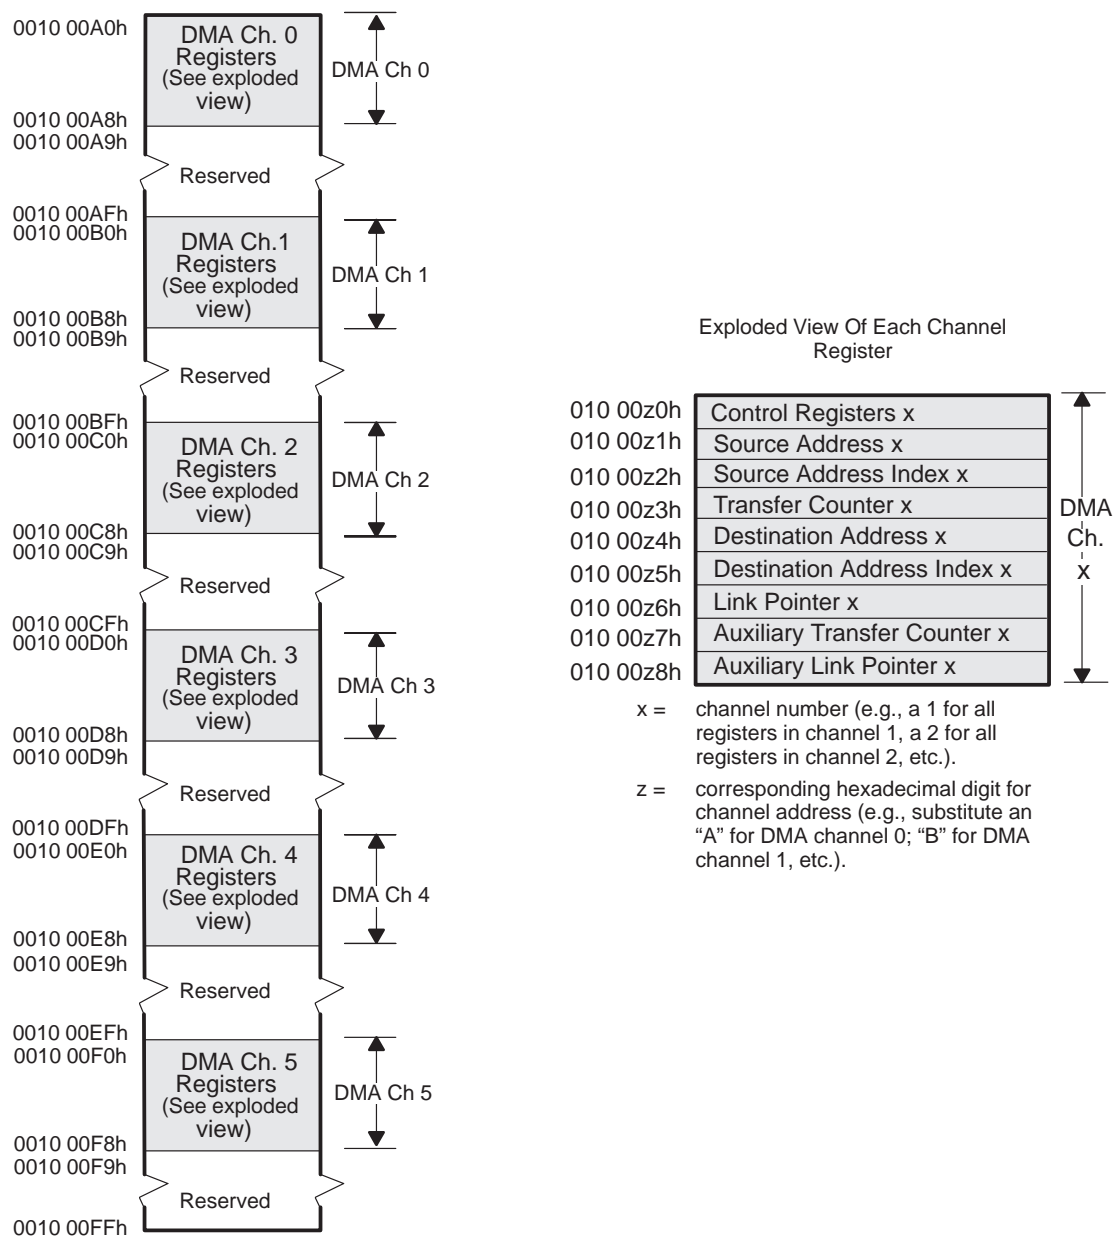 0010 00A0h
DMA Ch. 0
Registers
(See exploded
view)
DMA Ch 0
0010 00A8h
0010 00A9h
Reserved
0010 00AFh
0010 00B0h
DMA Ch.1
Registers
(See exploded
view)
DMA Ch 1
0010 00B8h
0010 00B9h
Reserved
0010 00BFh
0010 00C0h
DMA Ch. 2
Registers
(See exploded
view)
DMA Ch 2
0010 00C8h
0010 00C9h
Reserved
0010 00CFh
0010 00D0h
DMA Ch. 3
Registers
(See exploded
view)
DMA Ch 3
0010 00D8h
0010 00D9h
Reserved
0010 00DFh
0010 00E0h
DMA Ch. 4
Registers
(See exploded
view)
DMA Ch 4
0010 00E8h
0010 00E9h
Reserved
0010 00EFh
0010 00F0h
DMA Ch. 5
Registers
(See exploded
view)
DMA Ch 5
0010 00F8h
0010 00F9h
Reserved
0010 00FFh
Exploded View Of Each Channel
Register
010 00z0h Control Registers x
010 00z1h Source Address x
010 00z2h Source Address Index x
010 00z3h Transfer Counter x
010 00z4h Destination Address x
010 00z5h Destination Address Index x
010 00z6h Link Pointer x
010 00z7h Auxiliary Transfer Counter x
010 00z8h Auxiliary Link Pointer x
DMA
Ch.
x
x = channel number (e.g., a 1 for all
registers in channel 1, a 2 for all
registers in channel 2, etc.).
z = corresponding hexadecimal digit for
channel address (e.g., substitute an
“A” for DMA channel 0; “B” for DMA
channel 1, etc.).